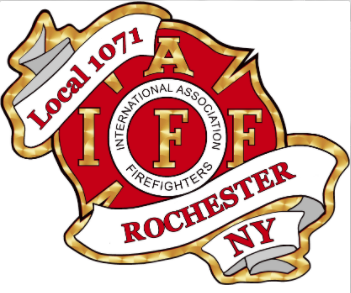 Local 1071
A
I F F
INTERNATIONAL ASSOCIATION
FIREFIGHTERS
ROCHESTER
NY